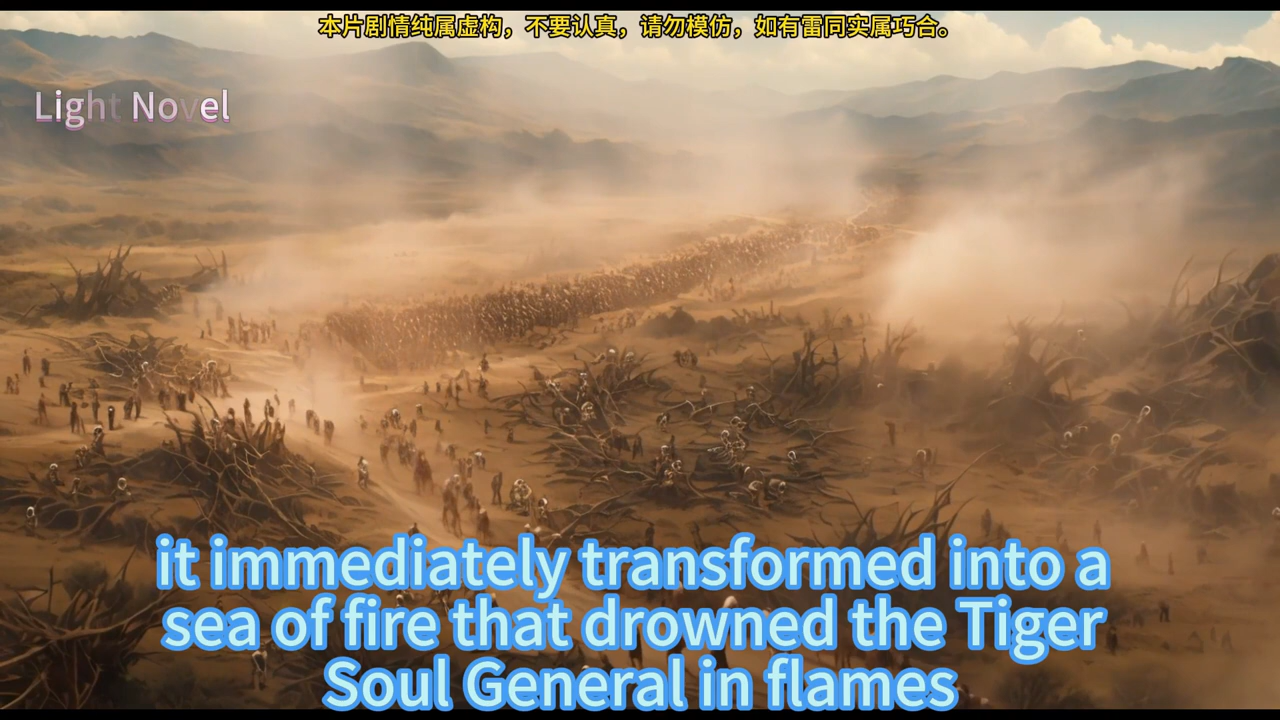 本片剧情纯属虚构，不要认真，请勿模仿，如有雷同实属巧合。
Light Novel
it immediately transformed into a
sea of fire that drowned the Tiger
Soul General in flames